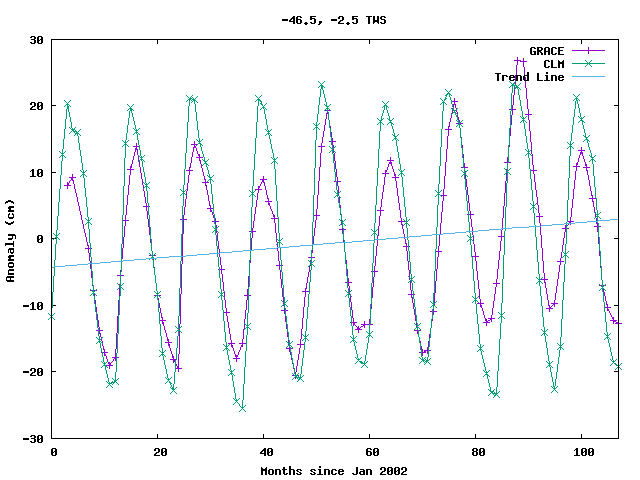 -46.5, -2.5 TWS
GRACE
CLM
Trend Line
30
20
10
0
-10
-20
-30
Anomaly (cm)
0 20 40 60 80 100
Months since Jan 2002